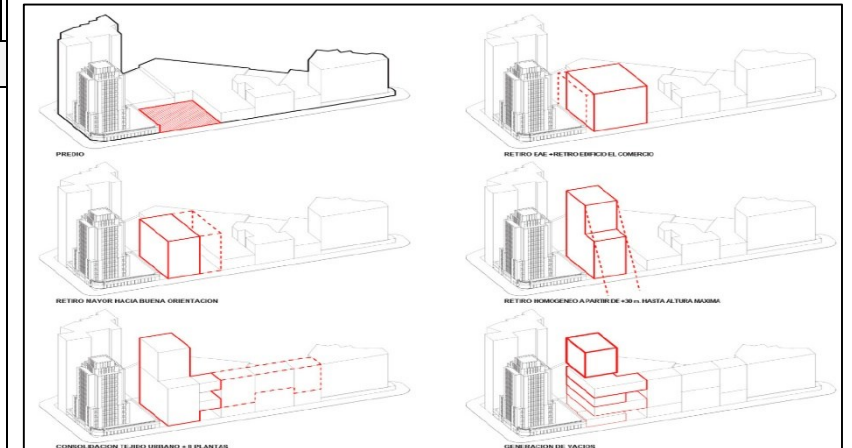 PREDIO
RETIRO EAE +RETIRO EDIFICIO EL COMERCIO
RETIRO MAYOR HACIA BUENA ORIENTACION
RETIRO HOMOGENEO A PARTIR DE +30 m. HASTA ALTURA MAXIMA
CONSOLIDACION TEJIDO URBANO + 8 PLANTAS
GENERACION DE VACIOS